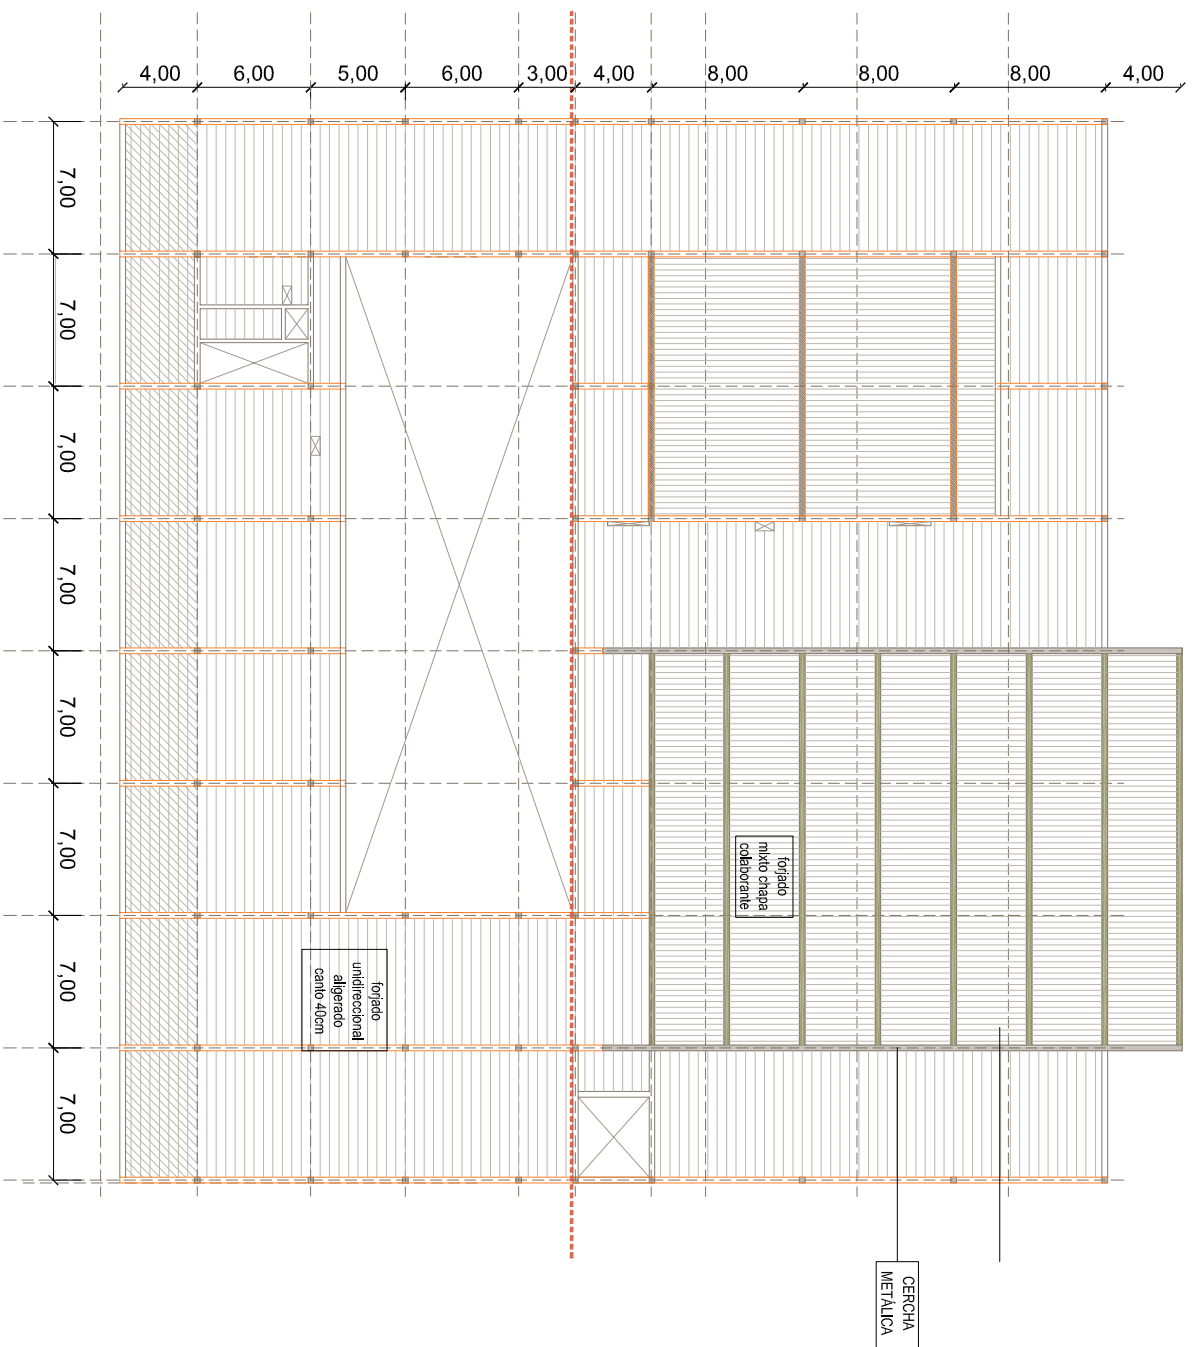 4,00
6,00
5,00
6,00
3,00
4,00
8,00
8,00
8,00
4,00
7,00
7,00
7,00
7,00
7,00
7,00
7,00
7,00
forjado
mixto chapa
colaborante
forjado
unidireccional
aligerado
canto 40cm
CERCHA
METÁLICA